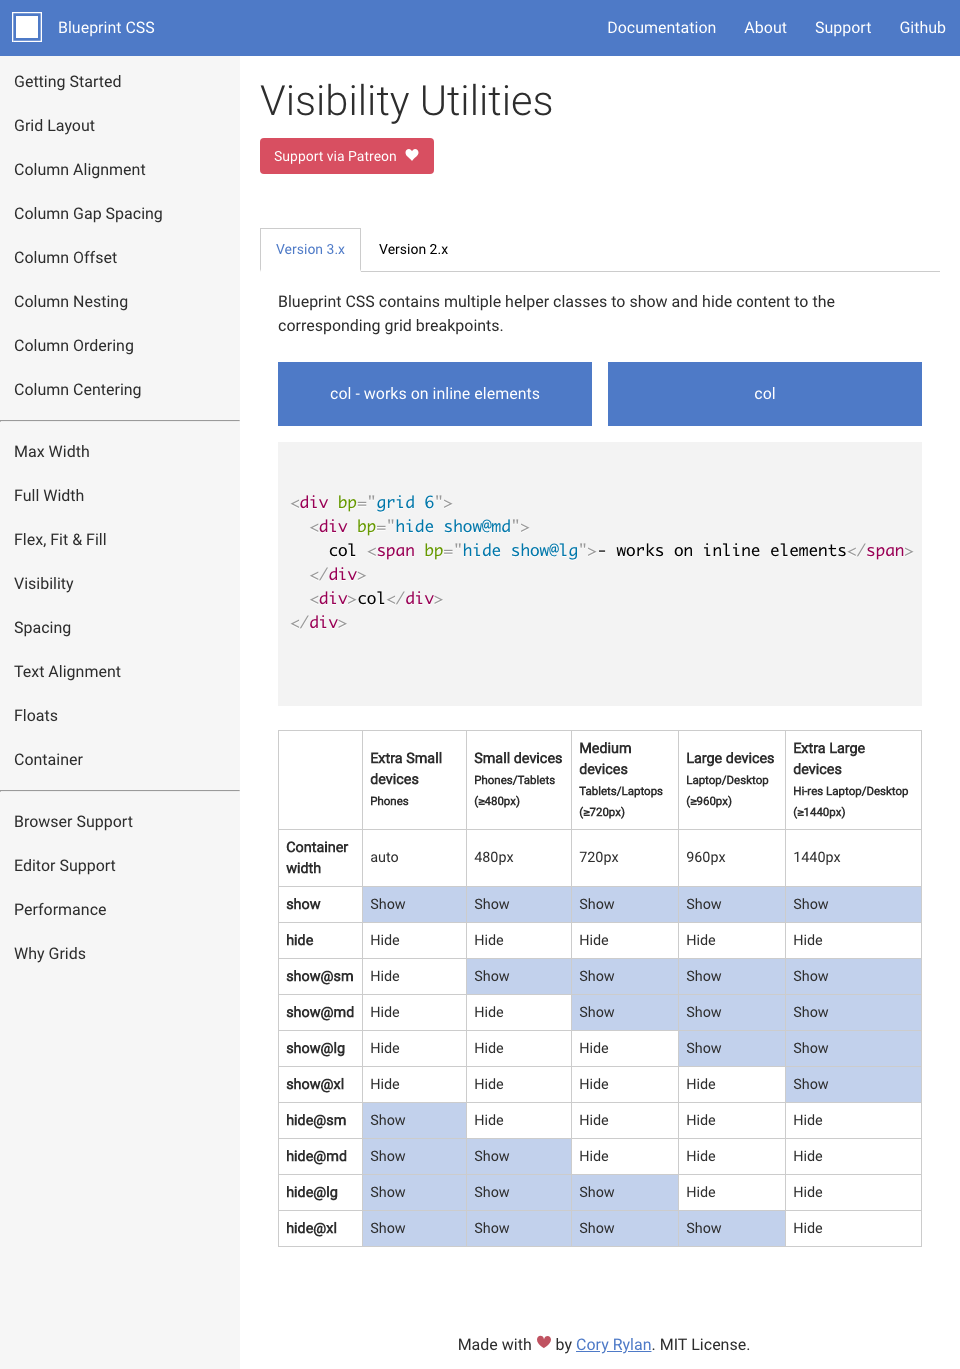 Blueprint CSS Documentation About Support Github
Getting Started
Grid Layout
Column Alignment
Column Gap Spacing
Column Offset
Column Nesting
Column Ordering
Column Centering
Max Width
Full Width
Flex, Fit & Fill
Visibility
Spacing
Text Alignment
Floats
Container
Browser Support
Editor Support
Performance
Why Grids
Visibility Utilities
Support via Patreon
Version 3.x Version 2.x
Blueprint CSS contains multiple helper classes to show and hide content to the
corresponding grid breakpoints.
col - works on inline elements col
<div bp="grid 6">
  <div bp="hide show@md">
    col <span bp="hide show@lg">- works on inline elements</span>
  </div>
  <div>col</div>
</div>
Extra Small
devices
Phones
Small devices
Phones/Tablets
(≥480px)
Medium
devices
Tablets/Laptops
(≥720px)
Large devices
Laptop/Desktop
(≥960px)
Extra Large
devices
Hi-res Laptop/Desktop
(≥1440px)
Container
width
auto 480px 720px 960px 1440px
show Show Show Show Show Show
hide Hide Hide Hide Hide Hide
show@sm Hide Show Show Show Show
show@md Hide Hide Show Show Show
show@lg Hide Hide Hide Show Show
show@xl Hide Hide Hide Hide Show
hide@sm Show Hide Hide Hide Hide
hide@md Show Show Hide Hide Hide
hide@lg Show Show Show Hide Hide
hide@xl Show Show Show Show Hide
Made with ♥ by Cory Rylan. MIT License.